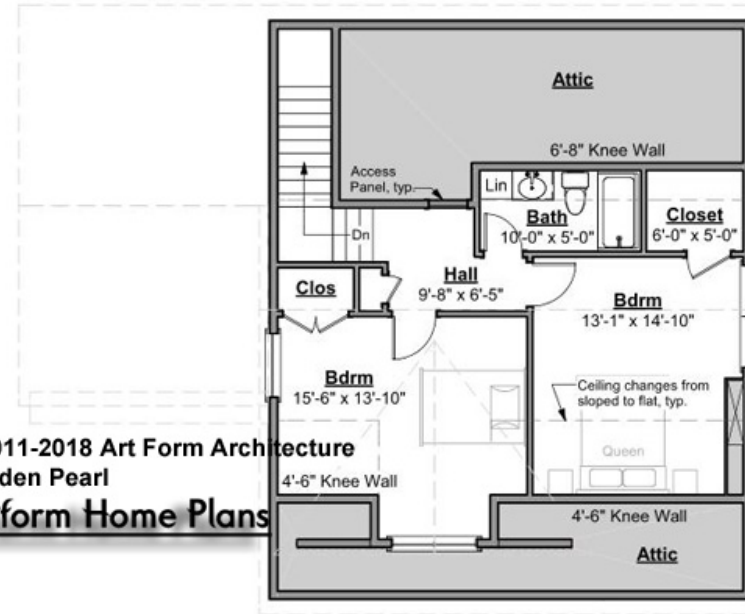 Attic
6'-8" Knee Wall
Access
Panel, typ.
Lin
Bath
10'-0" x 5'-0"
Closet
6'-0" x 5'-0"
Dn
Hall
9'-8" x 6'-5"
Clos
Bdrm
13'-1" x 14'-10"
Bdrm
15'-6" x 13'-10"
Ceiling changes from
sloped to flat, typ.
Queen
011-2018 Art Form Architecture
den Pearl
4'-6" Knee Wall
form Home Plans
4'-6" Knee Wall
Attic